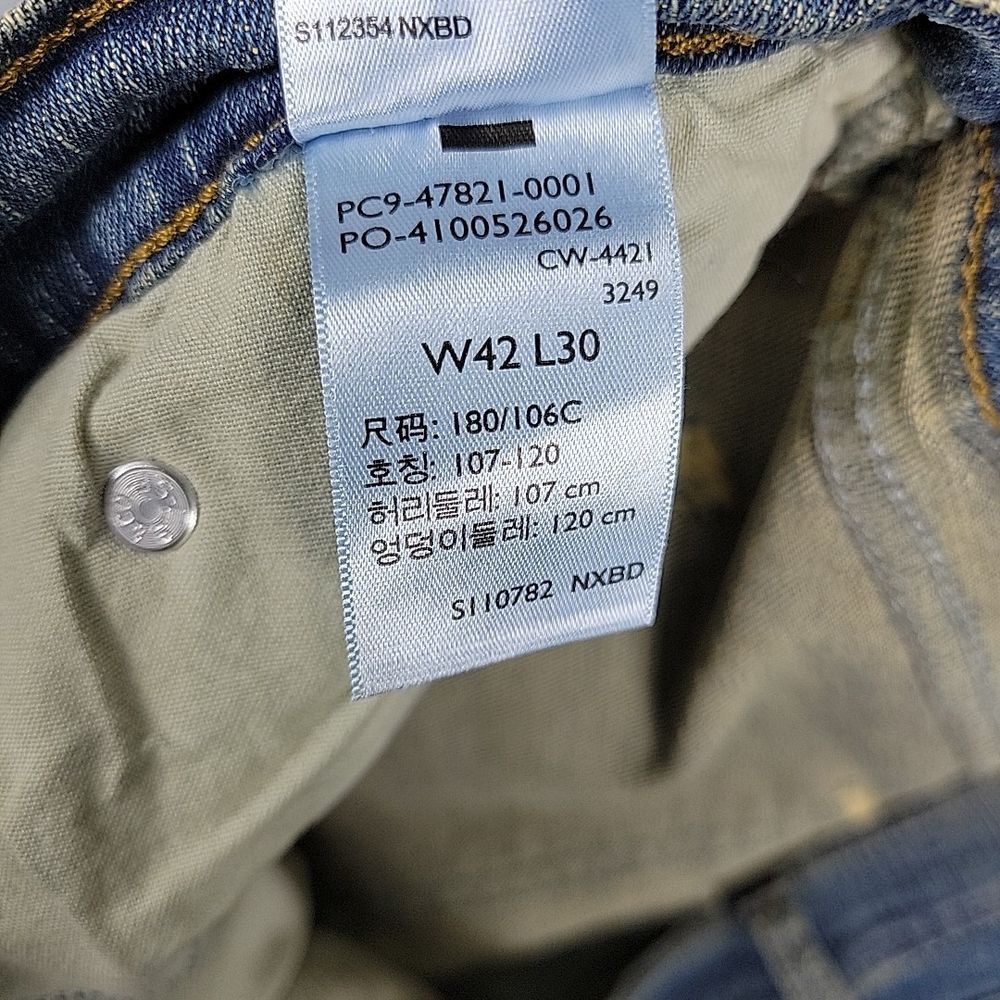 S112354 NXBD
PC9-47821-0001
PO-4100526026
CW-4421
3249
W42 L30
尺码: 180/106C
호칭: 107-120
허리둘레: 107 cm
엉덩이둘레: 120 cm
S110782 NXBD